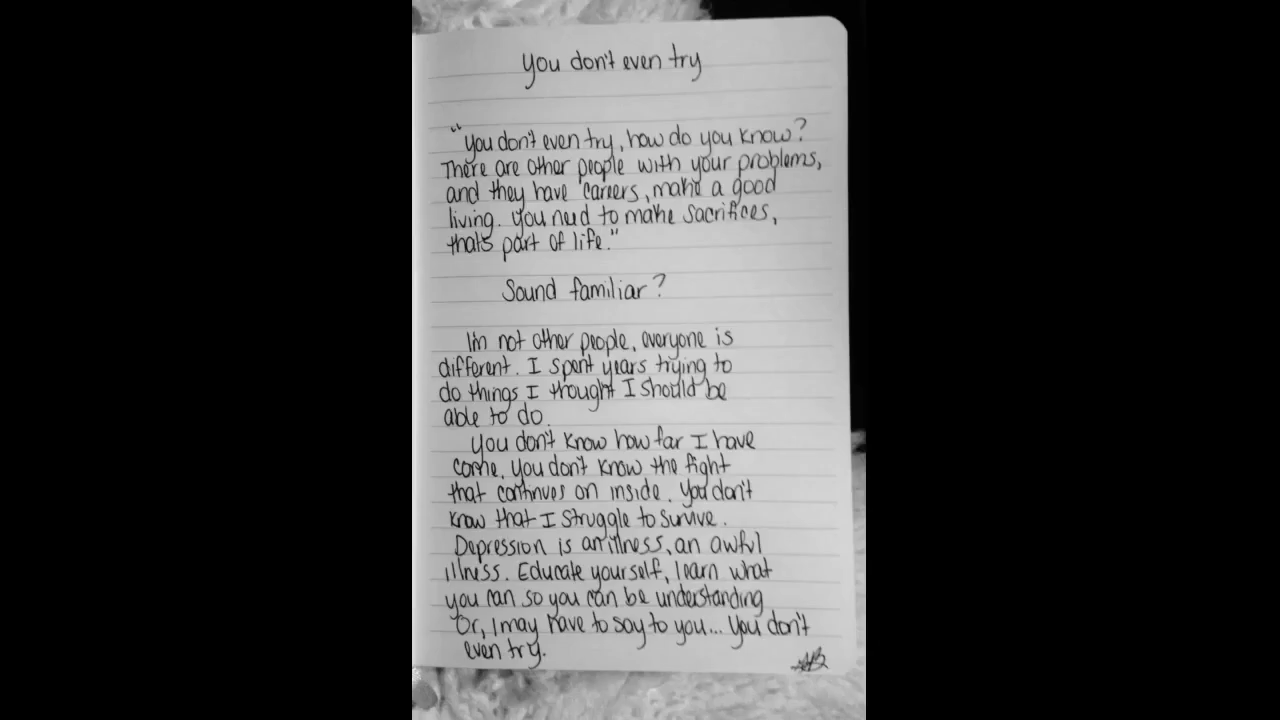 You don't even try
"You don't even try, how do you know?
There are other people with your problems,
and they have careers, make a good
living. You need to make sacrifices,
thats part of life."
Sound familiar?
I'm not other people, everyone is
different. I spent years trying to
do things I thought I should be
able to do.
You don't know how far I have
come, you don't know the fight
that continues on inside. You don't
know that I struggle to survive.
Depression is an illness, an awful
illness. Educate yourself, learn what
you can so you can be understanding
Or, I may have to say to you... You don't
even try.